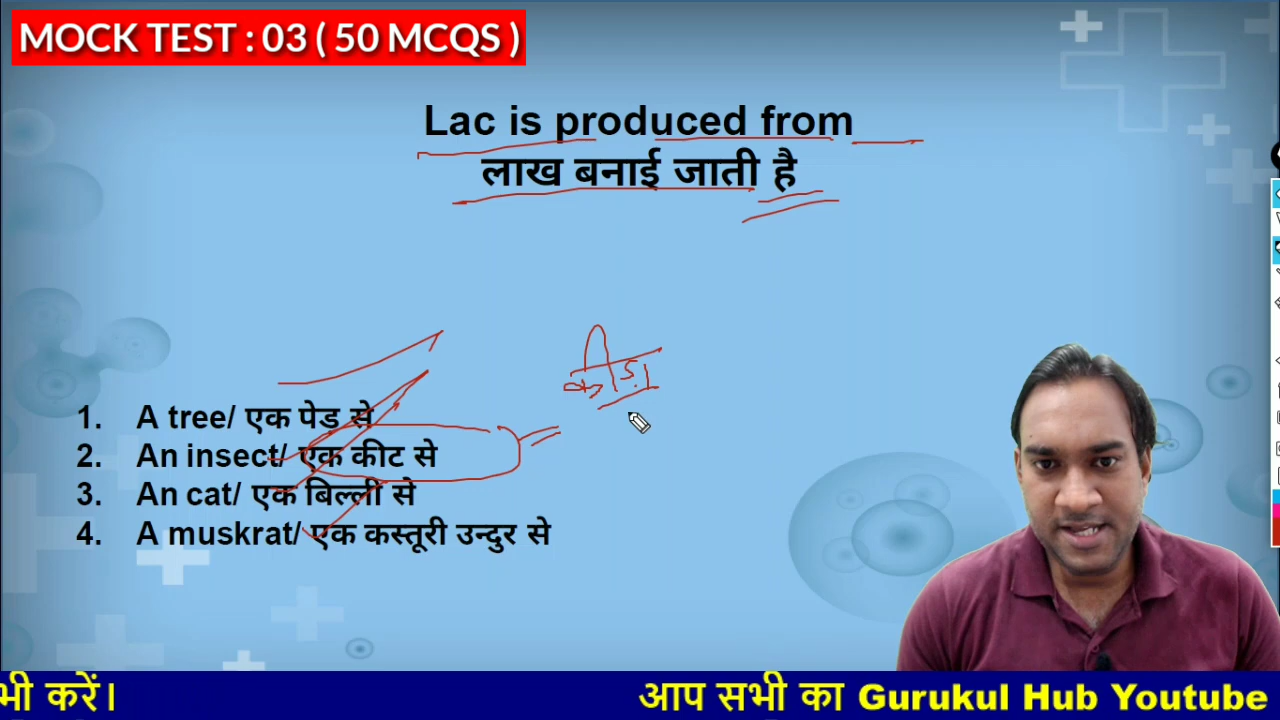 MOCK TEST : 03 ( 50 MCQS )
Lac is produced from
लाख बनाई जाती है
1. A tree/ एक पेड से
2. An insect/ एक कीट से
3. An cat/ एक बिल्ली से
4. A muskrat/ एक कस्तूरी उन्दुर से
भी करें। आप सभी का Gurukul Hub Youtube